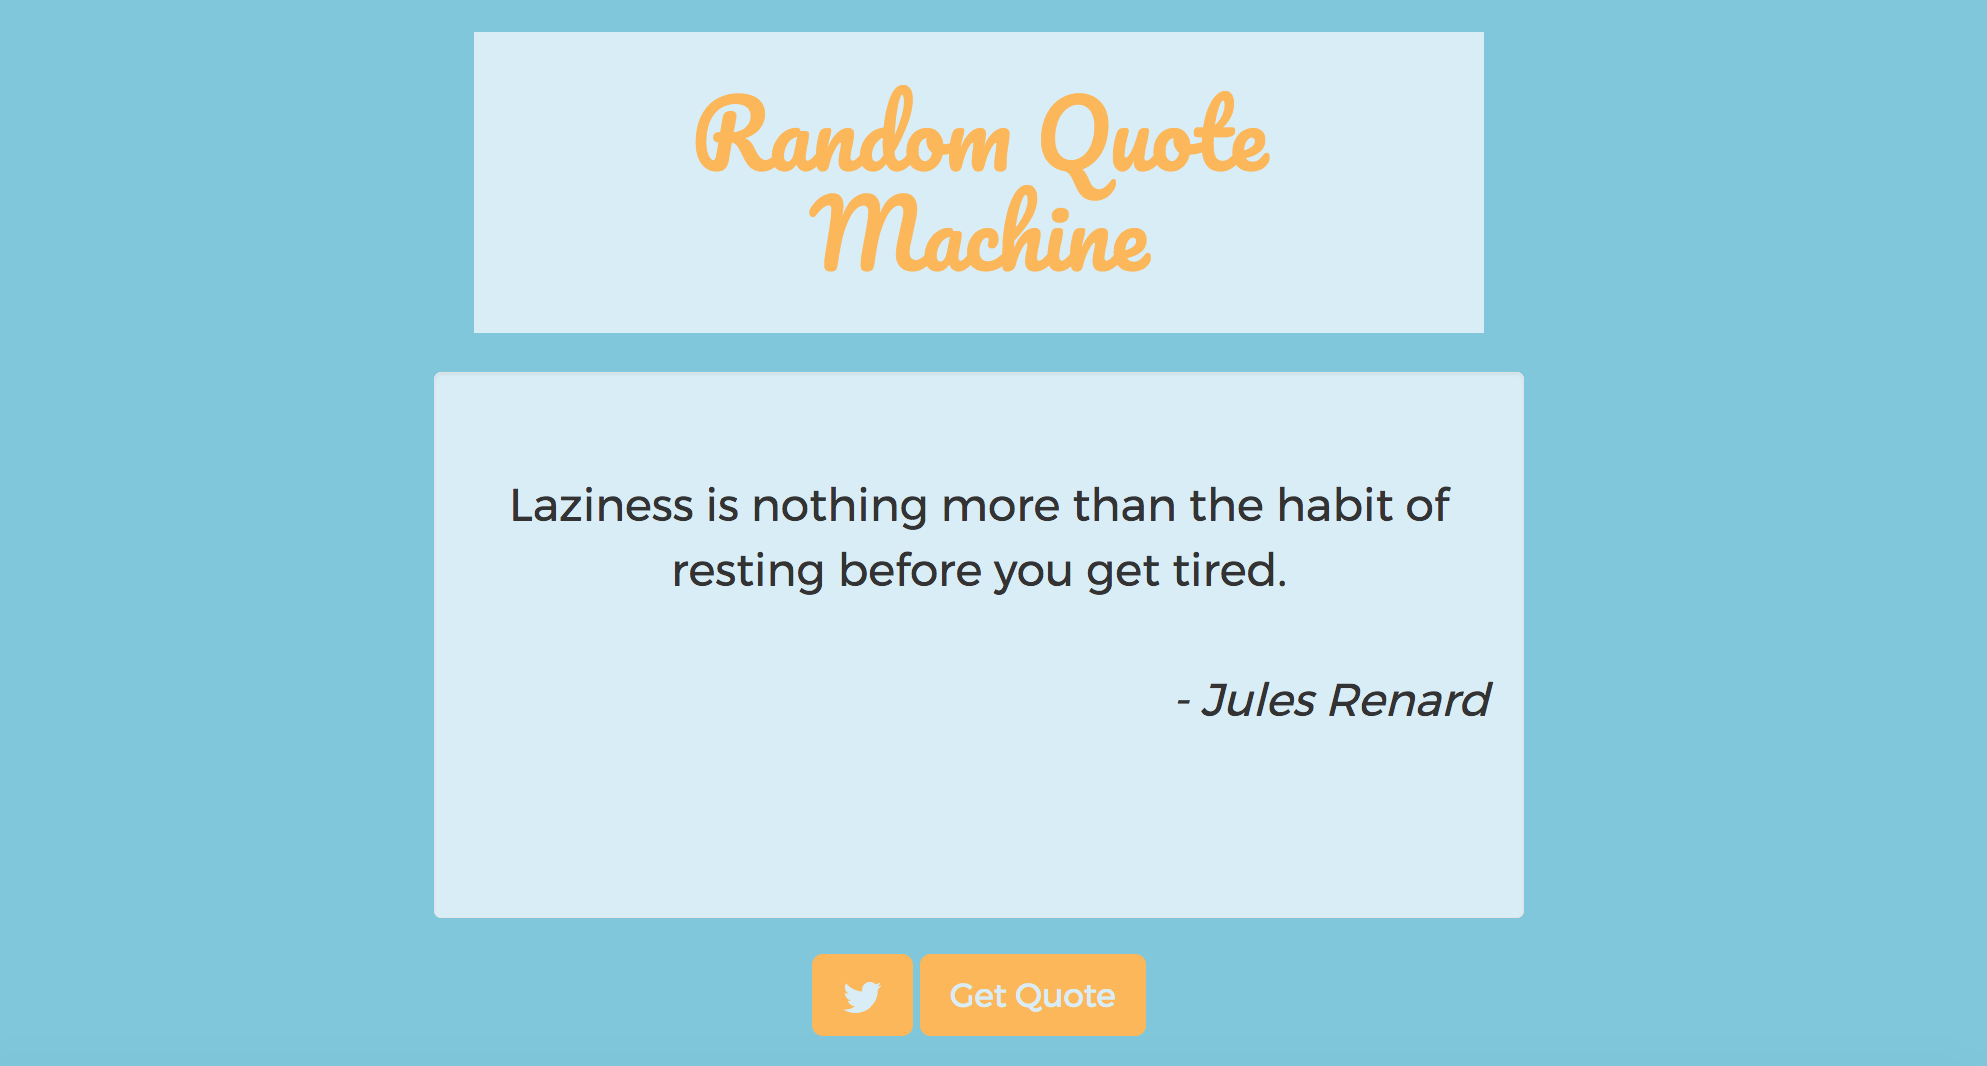 Random Quote
Machine
Laziness is nothing more than the habit of
resting before you get tired.
- Jules Renard
Get Quote